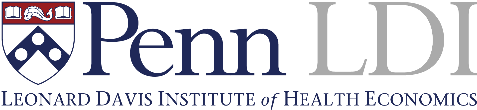 Penn LDI
LEONARD DAVIS INSTITUTE of HEALTH ECONOMICS